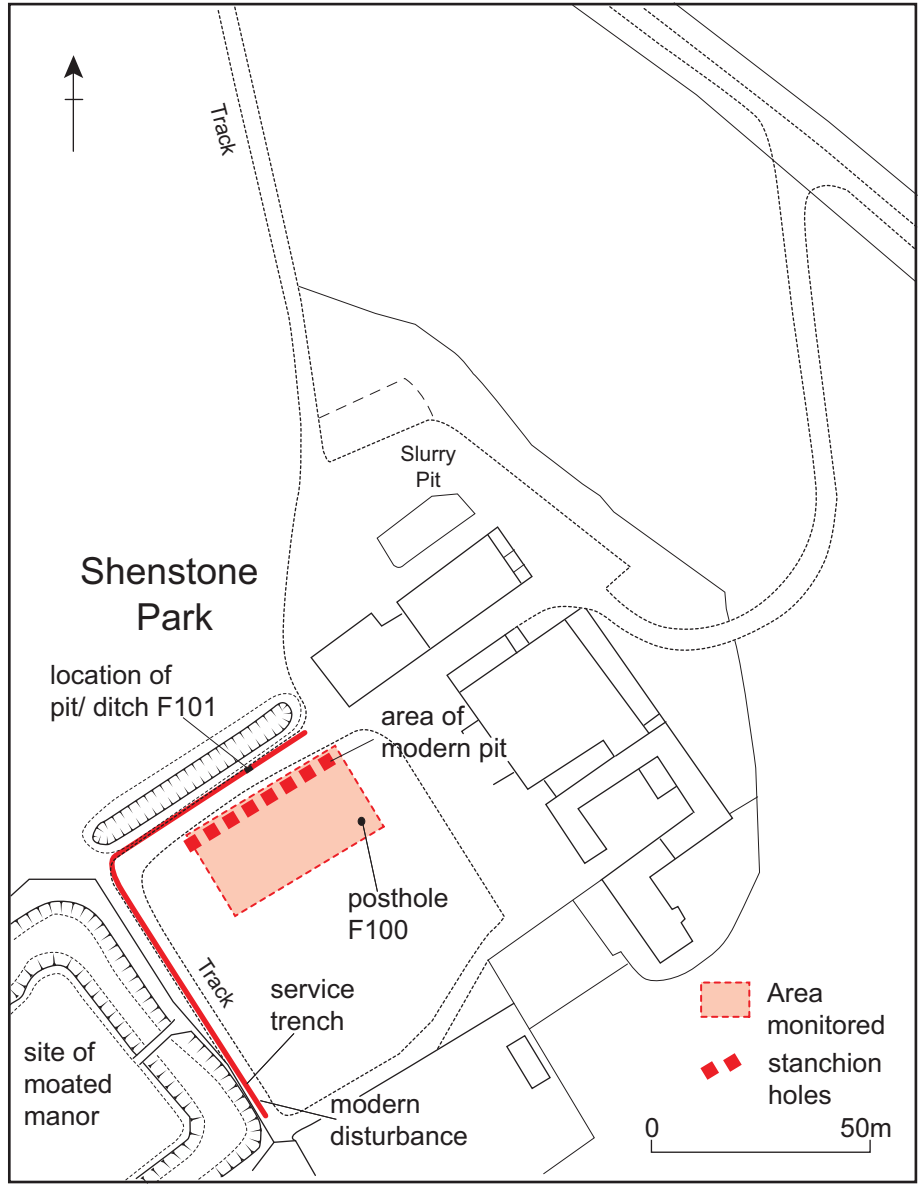 Track
Slurry
Pit
Shenstone
Park
location of
pit/ ditch F101
area of
modern pit
posthole
F100
Track
service
trench
site of
moated
manor
modern
disturbance
Area
monitored
stanchion
holes
0 50m